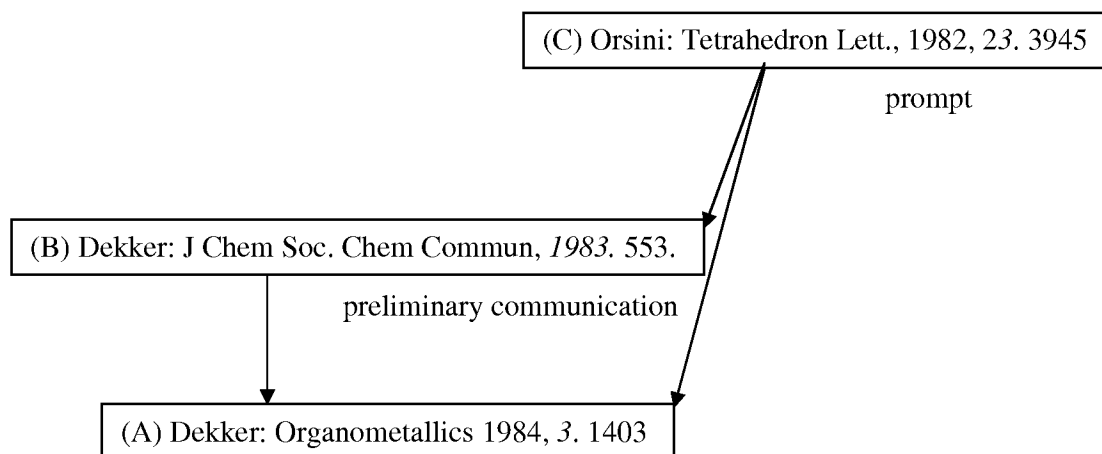 (C) Orsini: Tetrahedron Lett., 1982, 23. 3945
prompt
(B) Dekker: J Chem Soc. Chem Commun, 1983. 553.
preliminary communication
(A) Dekker: Organometallics 1984, 3. 1403